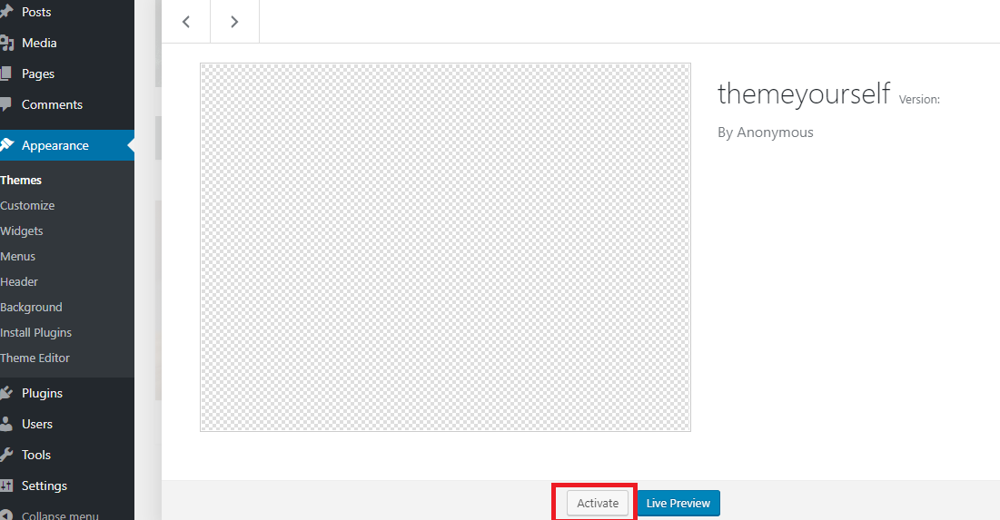 Posts
Media
Pages
Comments
Appearance
Themes
Customize
Widgets
Menus
Header
Background
Install Plugins
Theme Editor
Plugins
Users
Tools
Settings
Collapse menu
themeyourself Version:
By Anonymous
Activate Live Preview